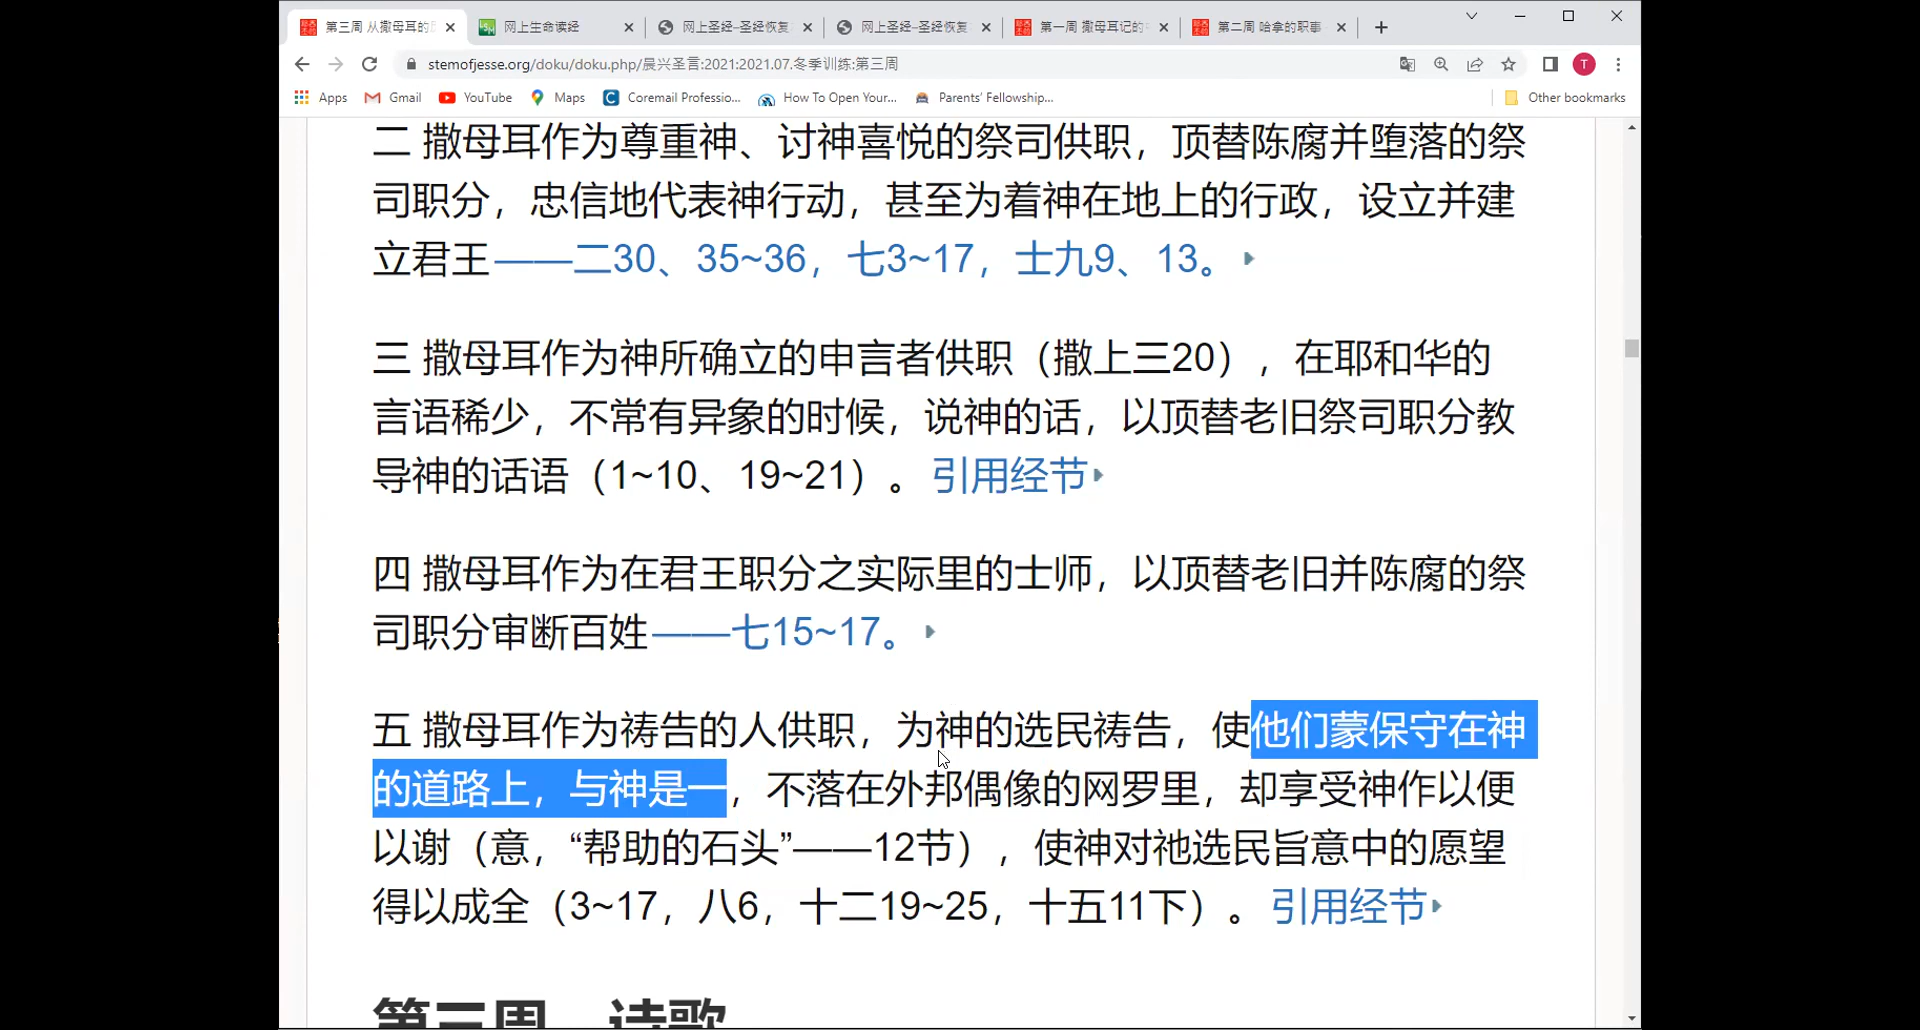 第三周 从撒母耳的
网上生命读经
网上圣经–圣经恢复
网上圣经–圣经恢复
第一周 撒母耳记的
第二周 哈拿的职事
stemofjesse.org/doku/doku.php/晨兴圣言:2021:2021.07.冬季训练:第三周
T
Apps
Gmail
YouTube
Maps
Coremail Professio...
How To Open Your...
Parents' Fellowship...
Other bookmarks
二 撒母耳作为尊重神、讨神喜悦的祭司供职，顶替陈腐并堕落的祭
司职分，忠信地代表神行动，甚至为着神在地上的行政，设立并建
立君王——二30、35~36，七3~17，士九9、13。
三 撒母耳作为神所确立的申言者供职（撒上三20），在耶和华的
言语稀少，不常有异象的时候，说神的话，以顶替老旧祭司职分教
导神的话语（1~10、19~21）。引用经节
四 撒母耳作为在君王职分之实际里的士师，以顶替老旧并陈腐的祭
司职分审断百姓——七15~17。
五 撒母耳作为祷告的人供职，为神的选民祷告，使他们蒙保守在神
的道路上，与神是一，不落在外邦偶像的网罗里，却享受神作以便
以谢（意，“帮助的石头”——12节），使神对祂选民旨意中的愿望
得以成全（3~17，八6，十二19~25，十五11下）。引用经节
第三周 诗歌